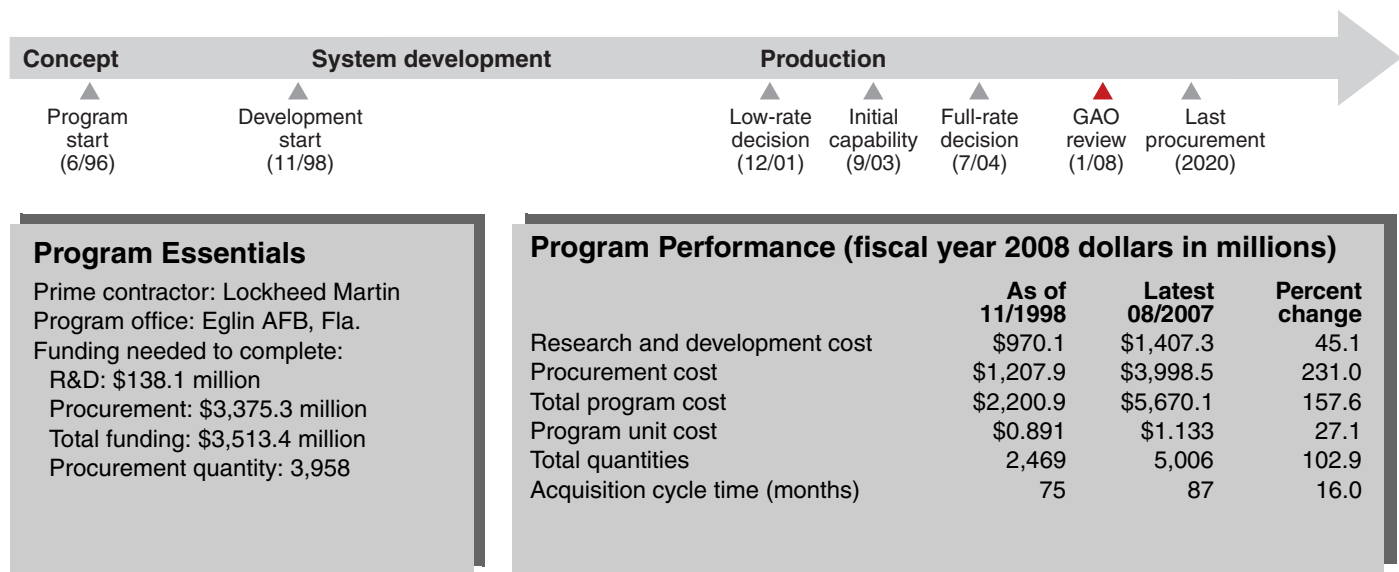 Concept System development Production
Program start (6/96)
Development start (11/98)
Low-rate decision (12/01)
Initial capability (9/03)
Full-rate decision (7/04)
GAO review (1/08)
Last procurement (2020)
Program Essentials
Prime contractor: Lockheed Martin
Program office: Eglin AFB, Fla.
Funding needed to complete:
R&D: $138.1 million
Procurement: $3,375.3 million
Total funding: $3,513.4 million
Procurement quantity: 3,958
Program Performance (fiscal year 2008 dollars in millions)
As of 11/1998 Latest 08/2007 Percent change
Research and development cost $970.1 $1,407.3 45.1
Procurement cost $1,207.9 $3,998.5 231.0
Total program cost $2,200.9 $5,670.1 157.6
Program unit cost $0.891 $1.133 27.1
Total quantities 2,469 5,006 102.9
Acquisition cycle time (months) 75 87 16.0